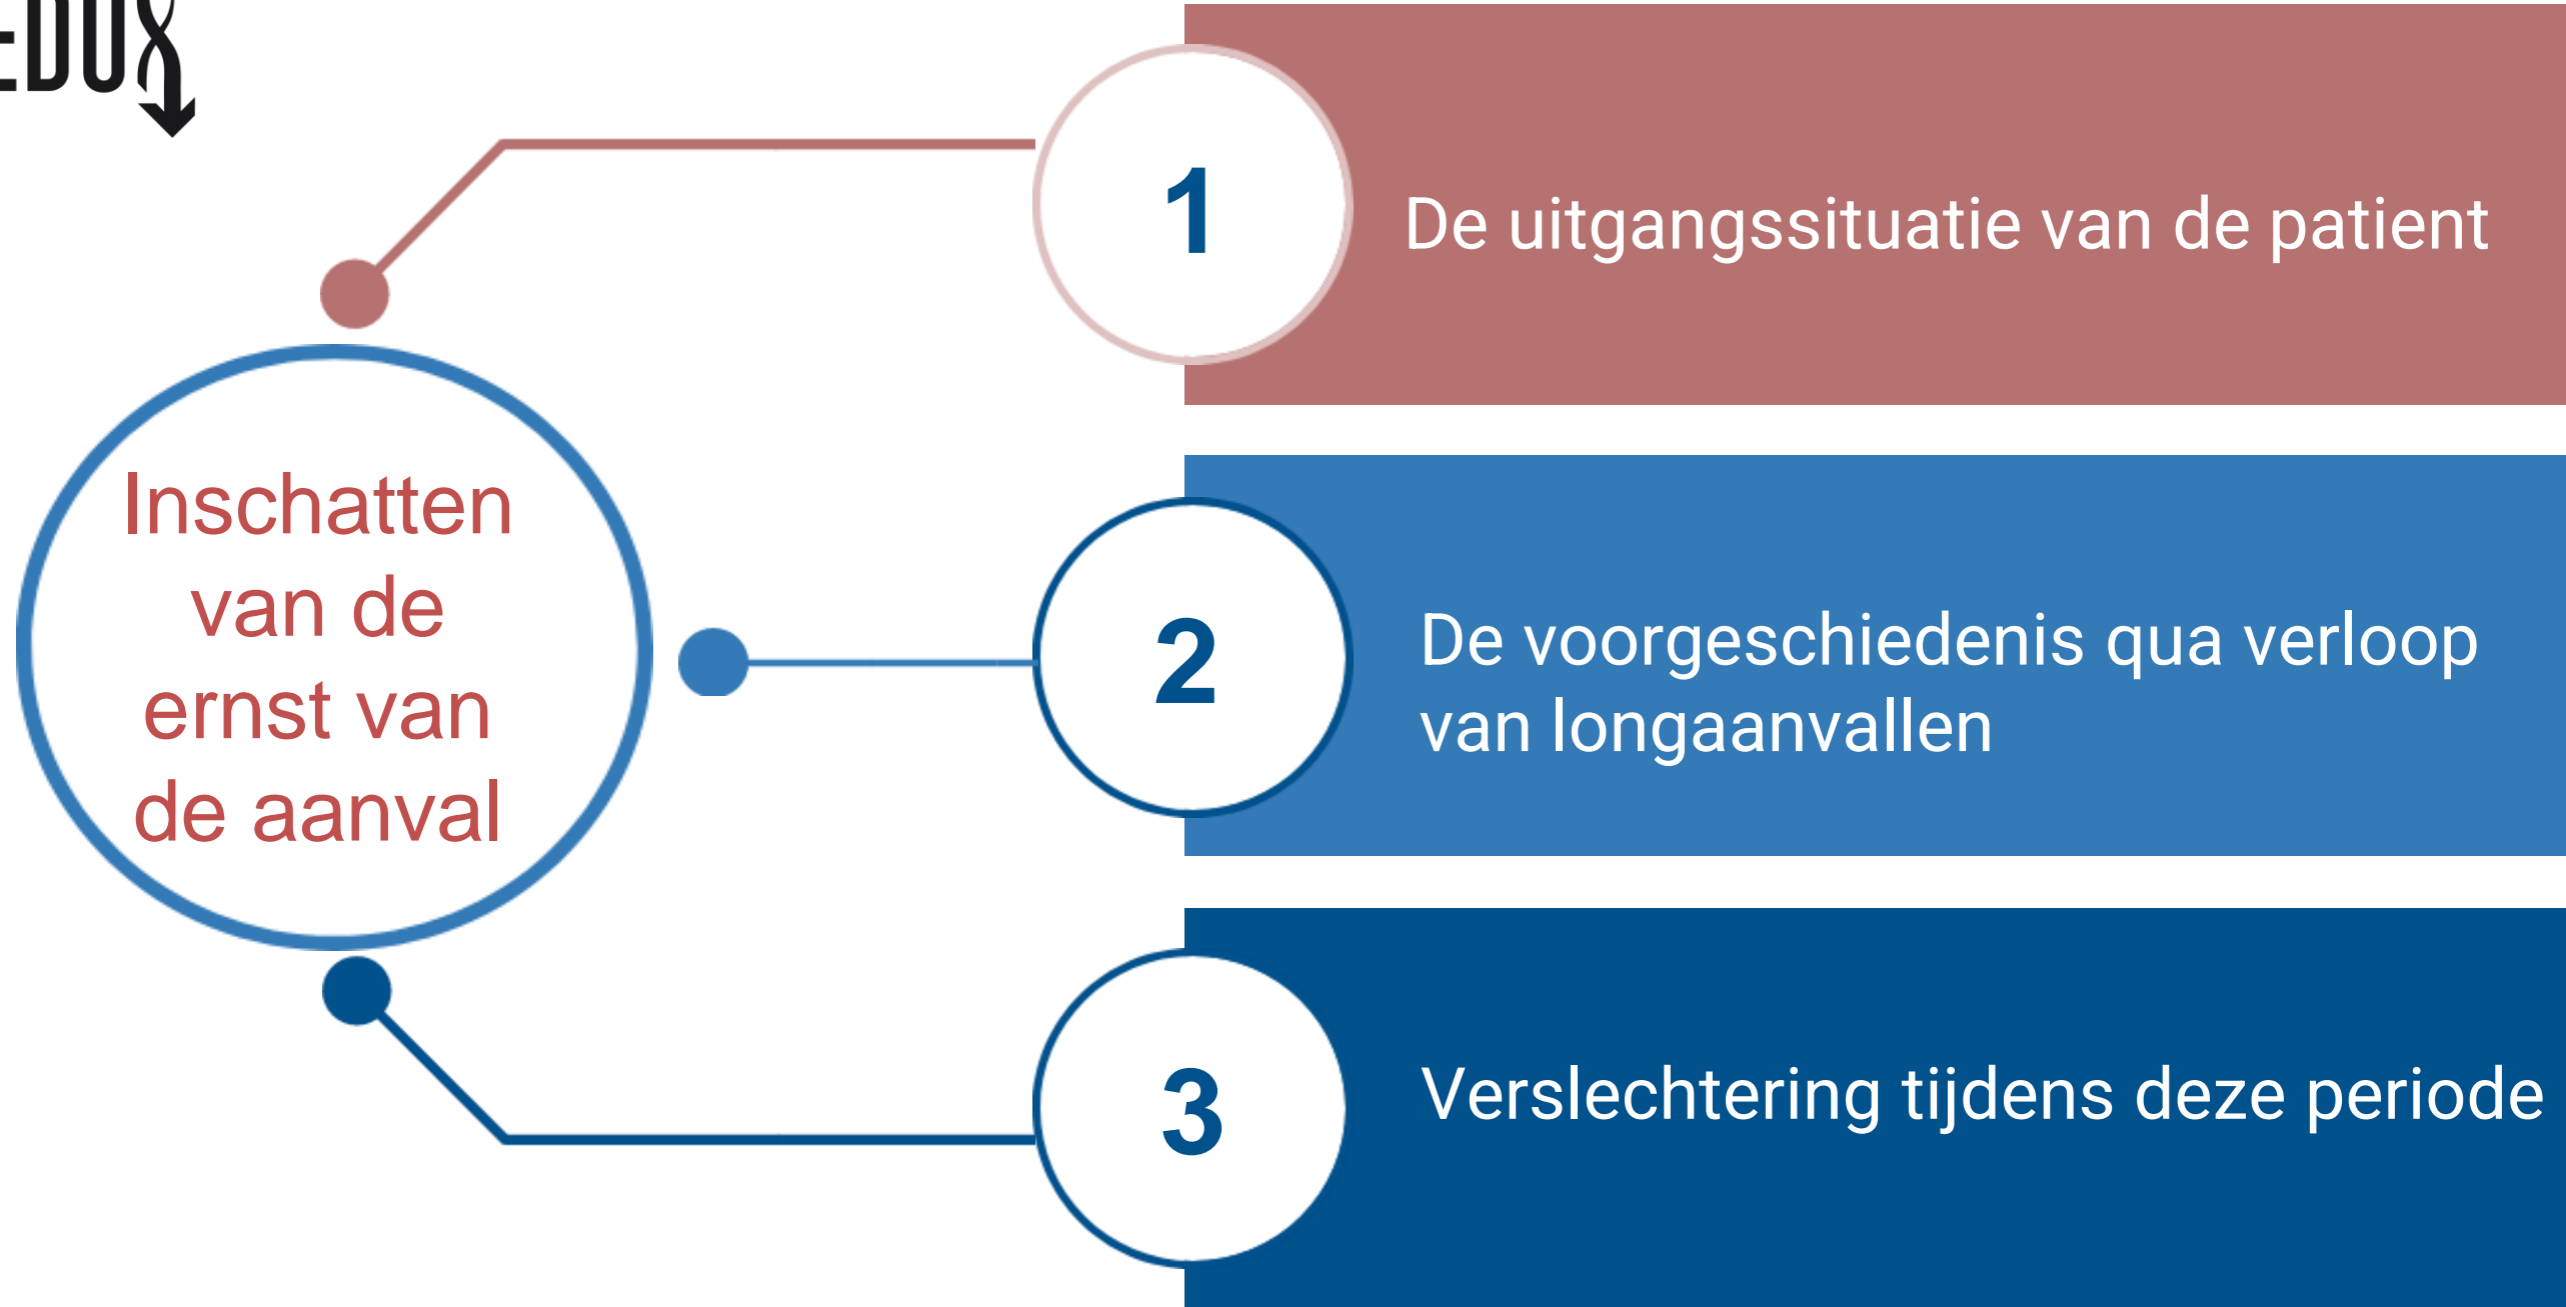 Inschatten
van de
ernst van
de aanval
1
De uitgangssituatie van de patient
2
De voorgeschiedenis qua verloop
van longaanvallen
3
Verslechtering tijdens deze periode